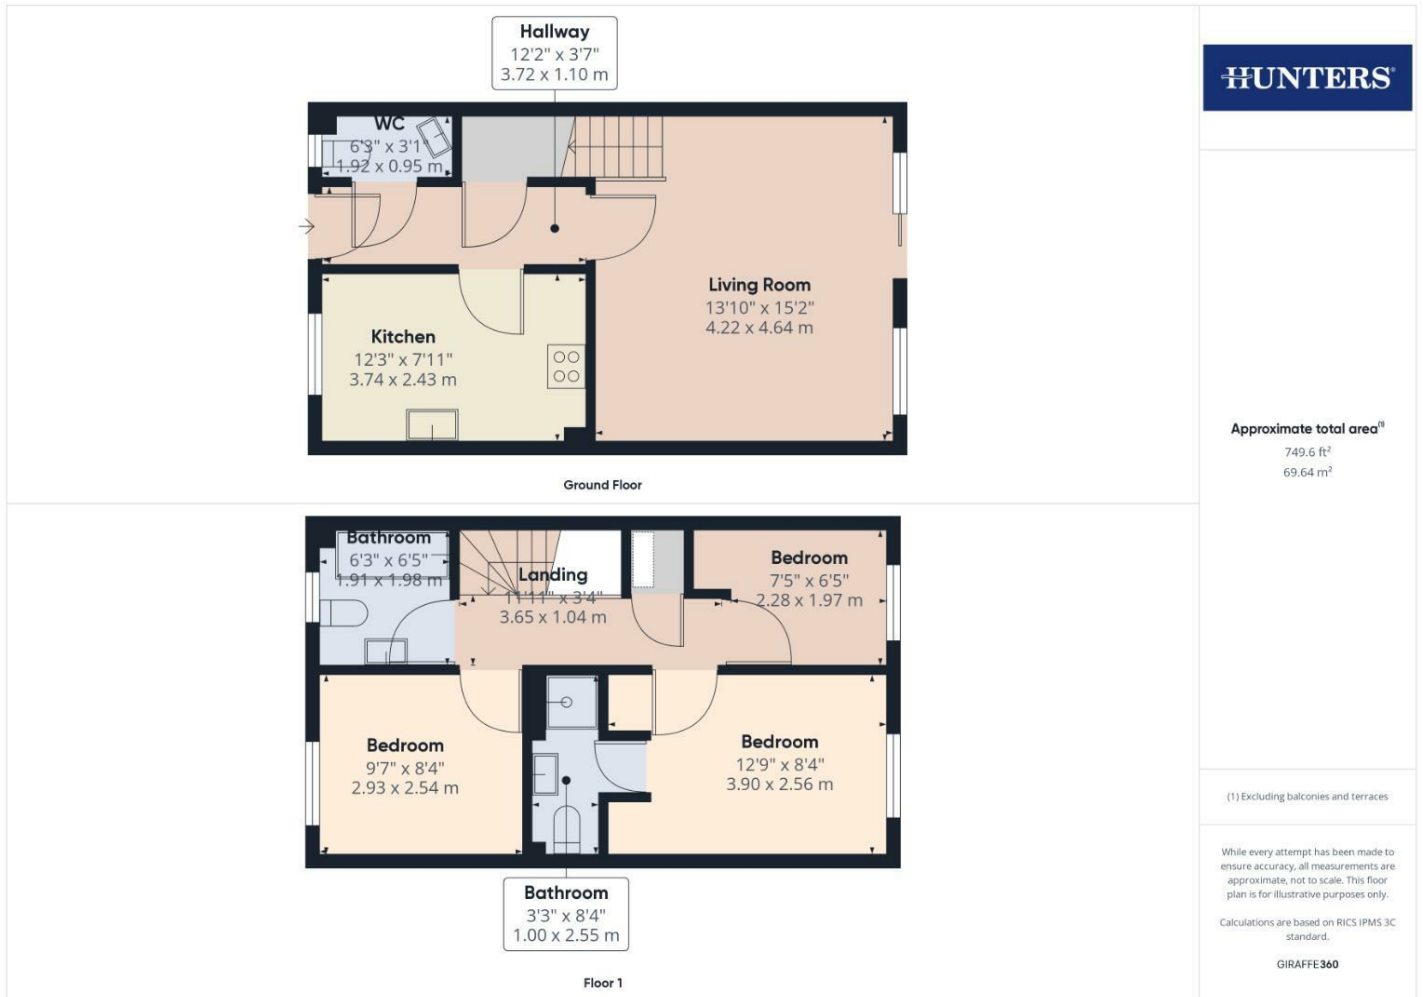 Hallway
12'2" x 3'7"
3.72 x 1.10 m
WC
6'3" x 3'1"
1.92 x 0.95 m
Living Room
13'10" x 15'2"
4.22 x 4.64 m
Kitchen
12'3" x 7'11"
3.74 x 2.43 m
Ground Floor
Bathroom
6'3" x 6'5"
1.91 x 1.98 m
Landing
11'11" x 3'4"
3.65 x 1.04 m
Bedroom
7'5" x 6'5"
2.28 x 1.97 m
Bedroom
9'7" x 8'4"
2.93 x 2.54 m
Bedroom
12'9" x 8'4"
3.90 x 2.56 m
Bathroom
3'3" x 8'4"
1.00 x 2.55 m
Floor 1
HUNTERS®
Approximate total area⁽¹⁾
749.6 ft²
69.64 m²
(1) Excluding balconies and terraces
While every attempt has been made to
ensure accuracy, all measurements are
approximate, not to scale. This floor
plan is for illustrative purposes only.
Calculations are based on RICS IPMS 3C
standard.
GIRAFFE360